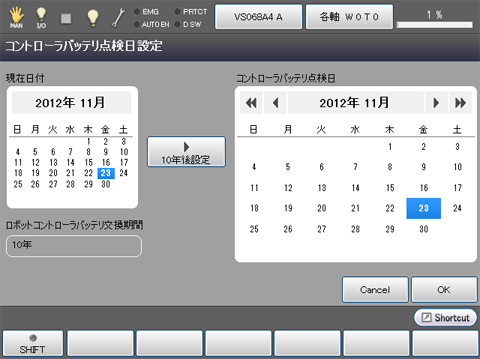 MAN
I/O
EMG
PRTCT
AUTO EN
D SW
VS068A4 A
各軸 W 0 T 0
1 %
コントローラバッテリ点検日設定
現在日付
2012年 11月
日 月 火 水 木 金 土
1 2 3
4 5 6 7 8 9 10
11 12 13 14 15 16 17
18 19 20 21 22 23 24
25 26 27 28 29 30
10年後設定
ロボットコントローラバッテリ交換期間
10年
コントローラバッテリ点検日
2012年 11月
日 月 火 水 木 金 土
1 2 3
4 5 6 7 8 9 10
11 12 13 14 15 16 17
18 19 20 21 22 23 24
25 26 27 28 29 30
Cancel
OK
Shortcut
SHIFT